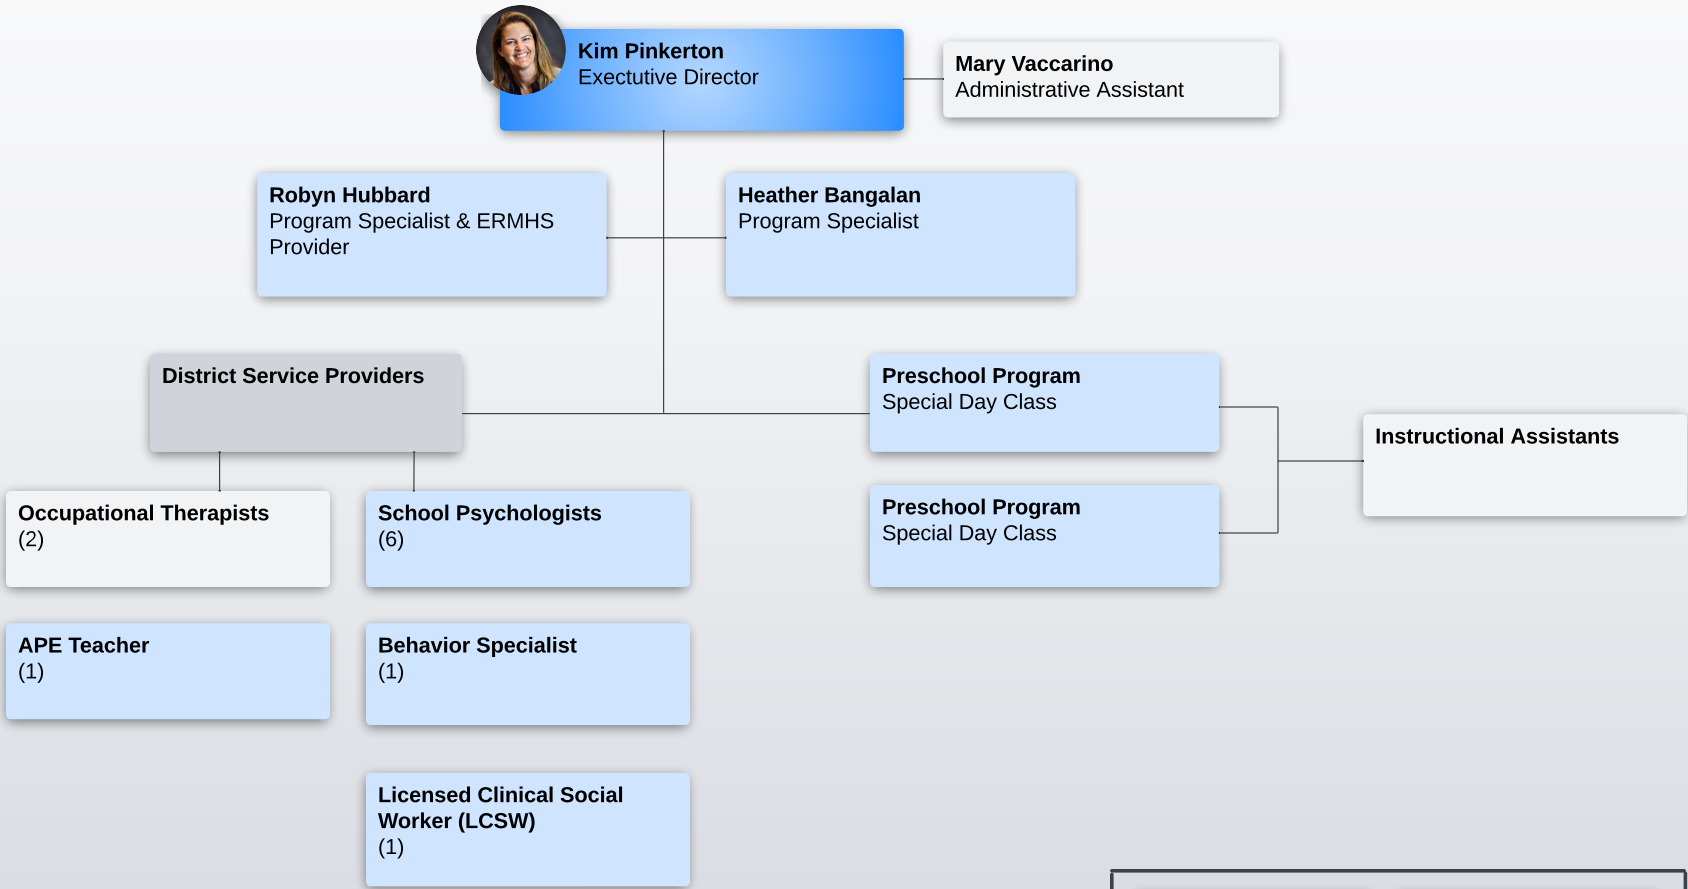 Kim Pinkerton
Exectutive Director
Mary Vaccarino
Administrative Assistant
Robyn Hubbard
Program Specialist & ERMHS
Provider
Heather Bangalan
Program Specialist
District Service Providers
Preschool Program
Special Day Class
Instructional Assistants
Occupational Therapists
(2)
School Psychologists
(6)
Preschool Program
Special Day Class
APE Teacher
(1)
Behavior Specialist
(1)
Licensed Clinical Social
Worker (LCSW)
(1)